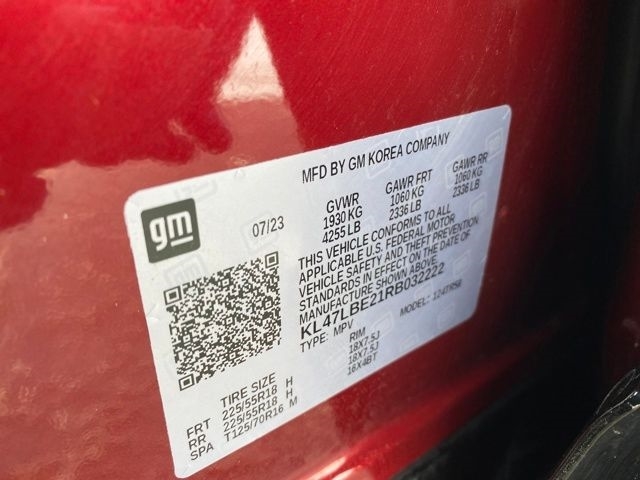 MFD BY GM KOREA COMPANY
gm
07/23
GVWR GAWR FRT GAWR RR
1930 KG 1060 KG 1060 KG
4255 LB 2336 LB 2336 LB
THIS VEHICLE CONFORMS TO ALL
APPLICABLE U.S. FEDERAL MOTOR
VEHICLE SAFETY AND THEFT
STANDARDS IN EFFECT ON THE DATE OF
MANUFACTURE SHOWN ABOVE.
KL47LBE21RB032222
TYPE: MPV MODEL: 124TR58
TIRE SIZE RIM
FRT 225/55R18 H 18X7.5J
RR 225/55R18 H 18X7.5J
SPA T125/70R16 M 16X4BT